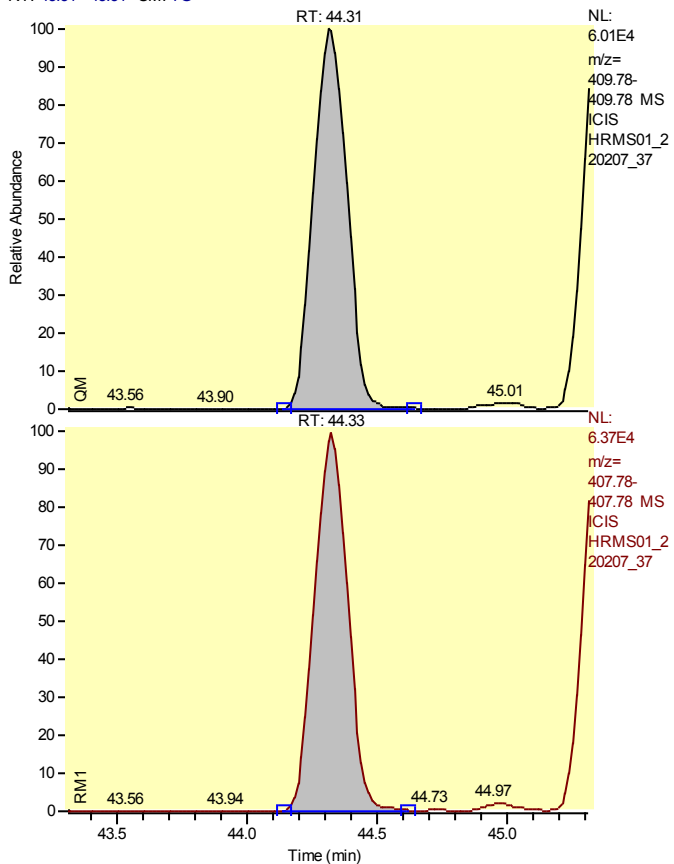 RT: 44.31
NL:
6.01E4
m/z=
409.78-
409.78 MS
ICIS
HRMS01_2
20207_37
100
90
80
70
60
50
40
30
20
10
0
Relative Abundance
QM
43.56
43.90
45.01
RT: 44.33
NL:
6.37E4
m/z=
407.78-
407.78 MS
ICIS
HRMS01_2
20207_37
100
90
80
70
60
50
40
30
20
10
0
RM1
43.56
43.94
44.73
44.97
43.5
44.0
44.5
45.0
Time (min)